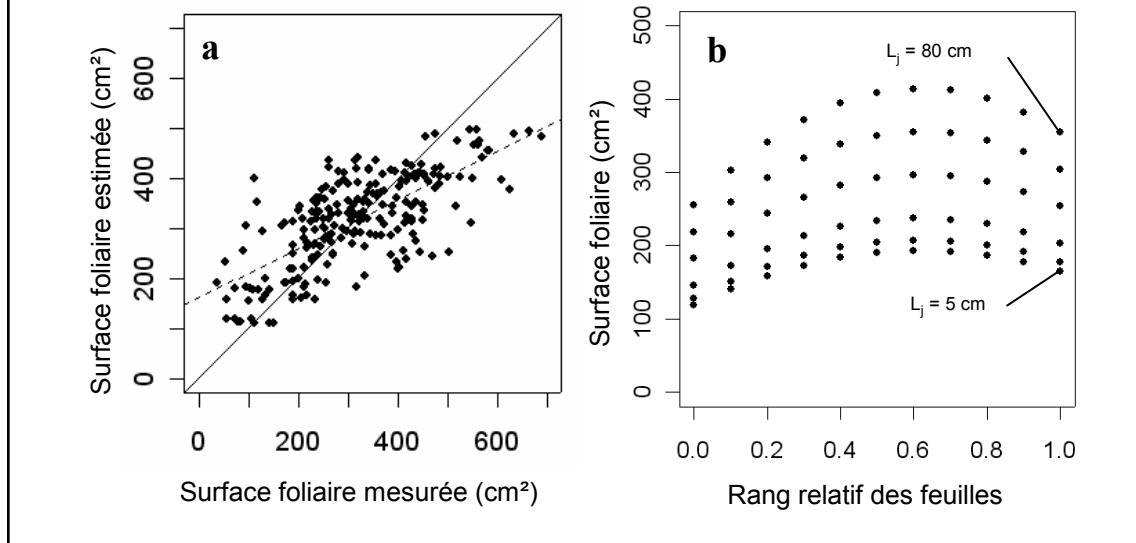 a
Surface foliaire estimée (cm²)
600
400
200
0
0 200 400 600
Surface foliaire mesurée (cm²)
b
Surface foliaire (cm²)
500
400
300
200
100
0
L_j = 80 cm
L_j = 5 cm
0.0 0.2 0.4 0.6 0.8 1.0
Rang relatif des feuilles